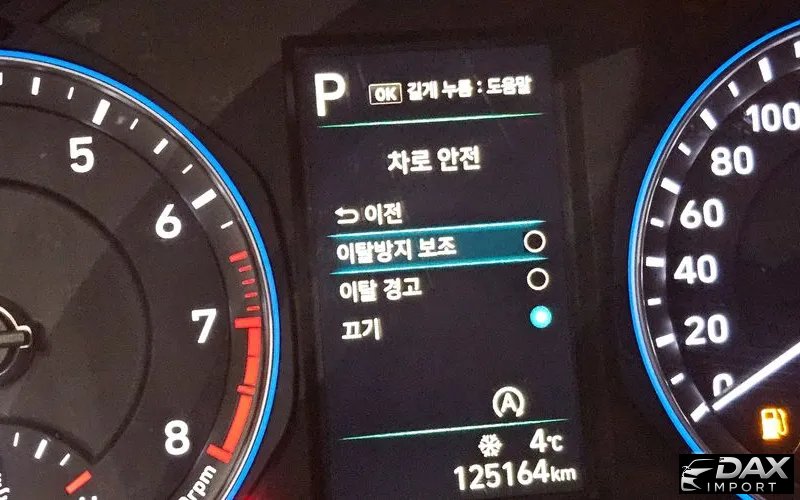 P OK 길게 누름 : 도움말
차로 안전
이전
이탈방지 보조
이탈 경고
끄기
A
4℃
125164km
5
6
7
8
rpm
100
80
60
40
20
0
DAX
IMPORT